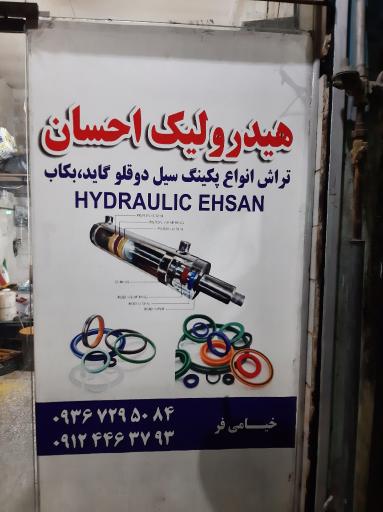 هیدرولیک احسان
تراش انواع پکینگ سیل دوقلو گاید،بکاب
HYDRAULIC EHSAN
خیامی فر
۰۹۳۶ ۷۲۹ ۵۰ ۸۴
۰۹۱۲ ۴۴۶ ۳۷ ۹۳